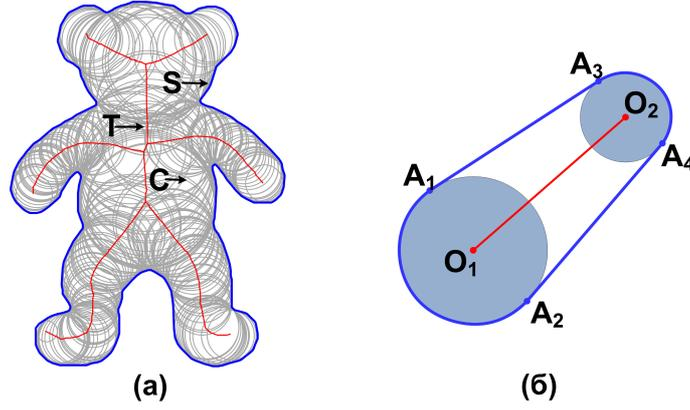 S
T
C
(а)
A₃
O₂
A₄
A₁
O₁
A₂
(б)